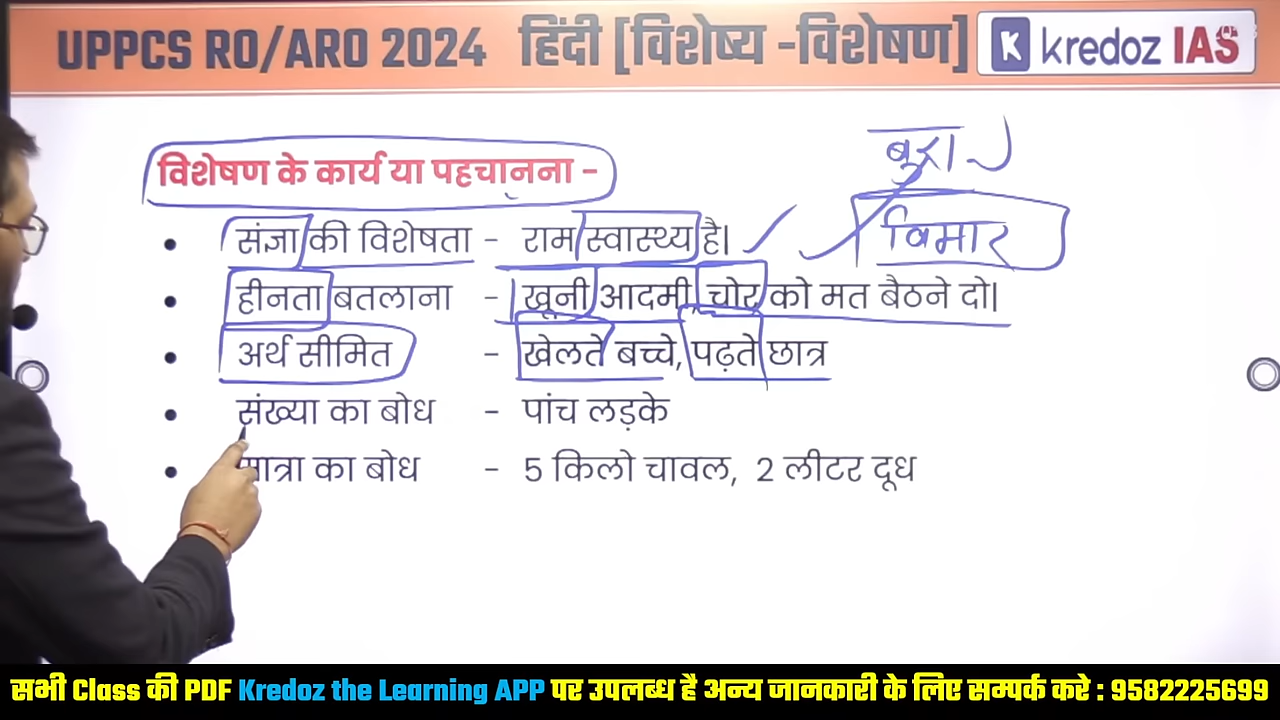 UPPCS RO/ARO 2024 हिंदी [विशेष्य -विशेषण]
K kredoz IAS
विशेषण के कार्य या पहचानना -
बुरा
• संज्ञा की विशेषता - राम स्वास्थ्य है।
बिमार
• हीनता बतलाना - खूनी आदमी, चोर को मत बैठने दो।
• अर्थ सीमित - खेलते बच्चे, पढ़ते छात्र
• संख्या का बोध - पांच लड़के
• मात्रा का बोध - 5 किलो चावल, 2 लीटर दूध
सभी Class की PDF Kredoz the Learning APP पर उपलब्ध है अन्य जानकारी के लिए सम्पर्क करे : 9582225699